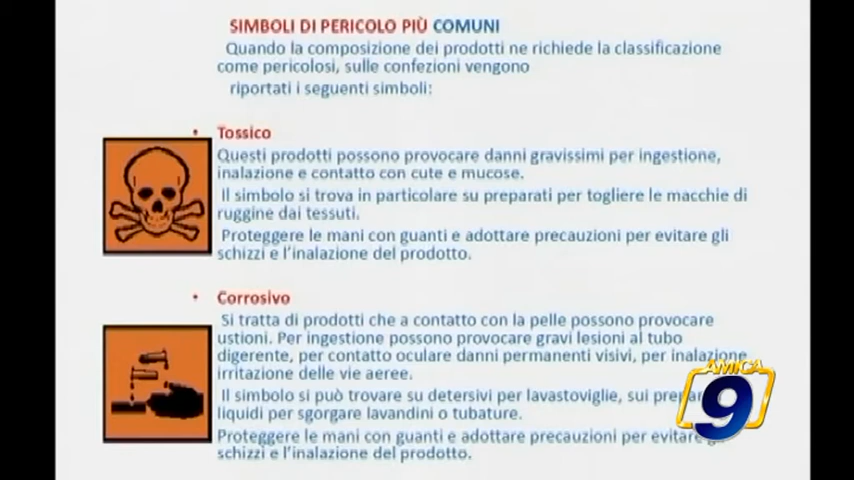 SIMBOLI DI PERICOLO PIÙ COMUNI
Quando la composizione dei prodotti ne richiede la classificazione
come pericolosi, sulle confezioni vengono
riportati i seguenti simboli:
• Tossico
Questi prodotti possono provocare danni gravissimi per ingestione,
inalazione e contatto con cute e mucose.
Il simbolo si trova in particolare su preparati per togliere le macchie di
ruggine dai tessuti.
Proteggere le mani con guanti e adottare precauzioni per evitare gli
schizzi e l'inalazione del prodotto.
• Corrosivo
Si tratta di prodotti che a contatto con la pelle possono provocare
ustioni. Per ingestione possono provocare gravi lesioni al tubo
digerente, per contatto oculare danni permanenti visivi, per inalazione
irritazione delle vie aeree.
Il simbolo si può trovare su detersivi per lavastoviglie, sui
liquidi per sgorgare lavandini o tubature.
Proteggere le mani con guanti e adottare precauzioni per
schizzi e l'inalazione del prodotto.
AMICA
9